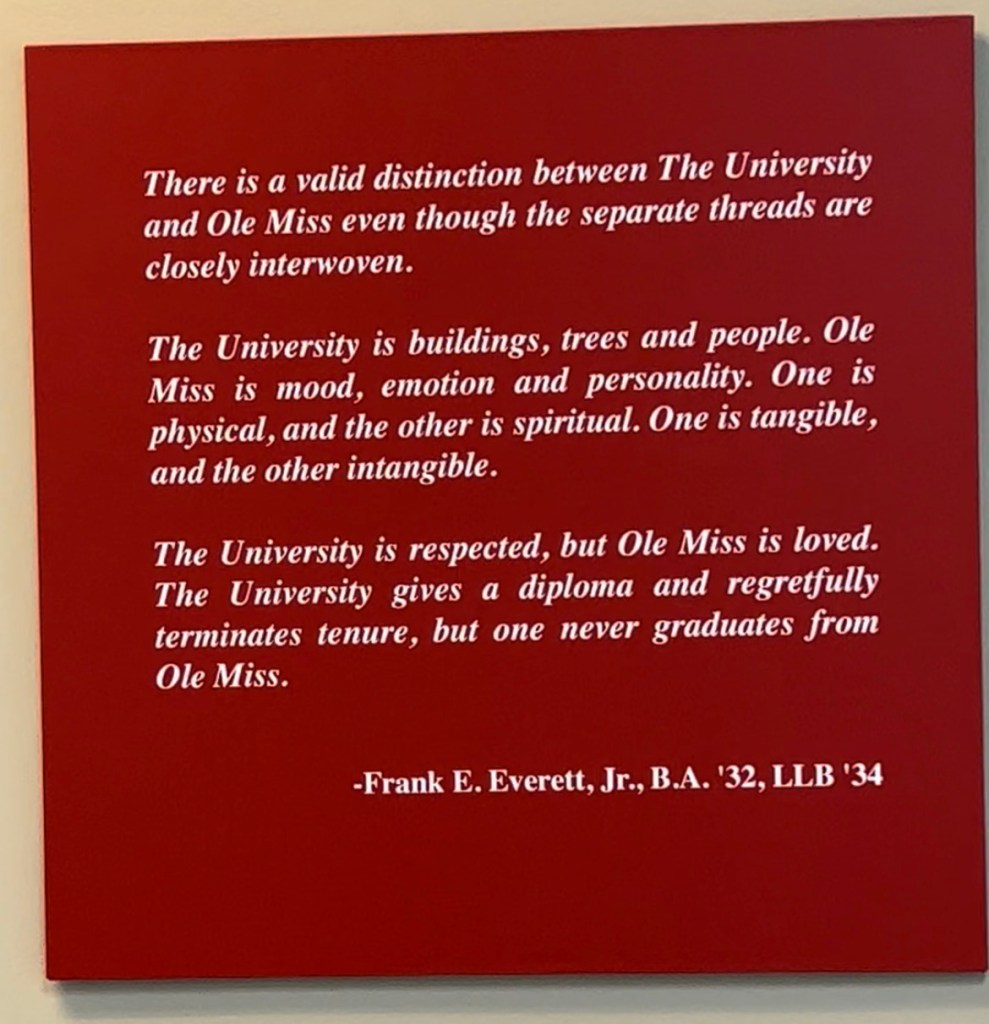 There is a valid distinction between The University
and Ole Miss even though the separate threads are
closely interwoven.
The University is buildings, trees and people. Ole
Miss is mood, emotion and personality. One is
physical, and the other is spiritual. One is tangible,
and the other intangible.
The University is respected, but Ole Miss is loved.
The University gives a diploma and regretfully
terminates tenure, but one never graduates from
Ole Miss.
-Frank E. Everett, Jr., B.A. '32, LLB '34